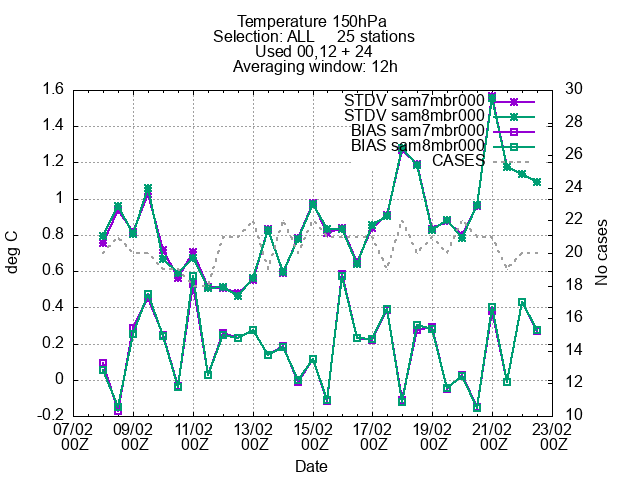 Temperature 150hPa
Selection: ALL 25 stations
Used 00,12 + 24
Averaging window: 12h
STDV sam7mbr000
STDV sam8mbr000
BIAS sam7mbr000
BIAS sam8mbr000
CASES
deg C
1.6
1.4
1.2
1
0.8
0.6
0.4
0.2
0
-0.2
No cases
30
28
26
24
22
20
18
16
14
12
10
07/02 09/02 11/02 13/02 15/02 17/02 19/02 21/02 23/02
00Z 00Z 00Z 00Z 00Z 00Z 00Z 00Z 00Z
Date